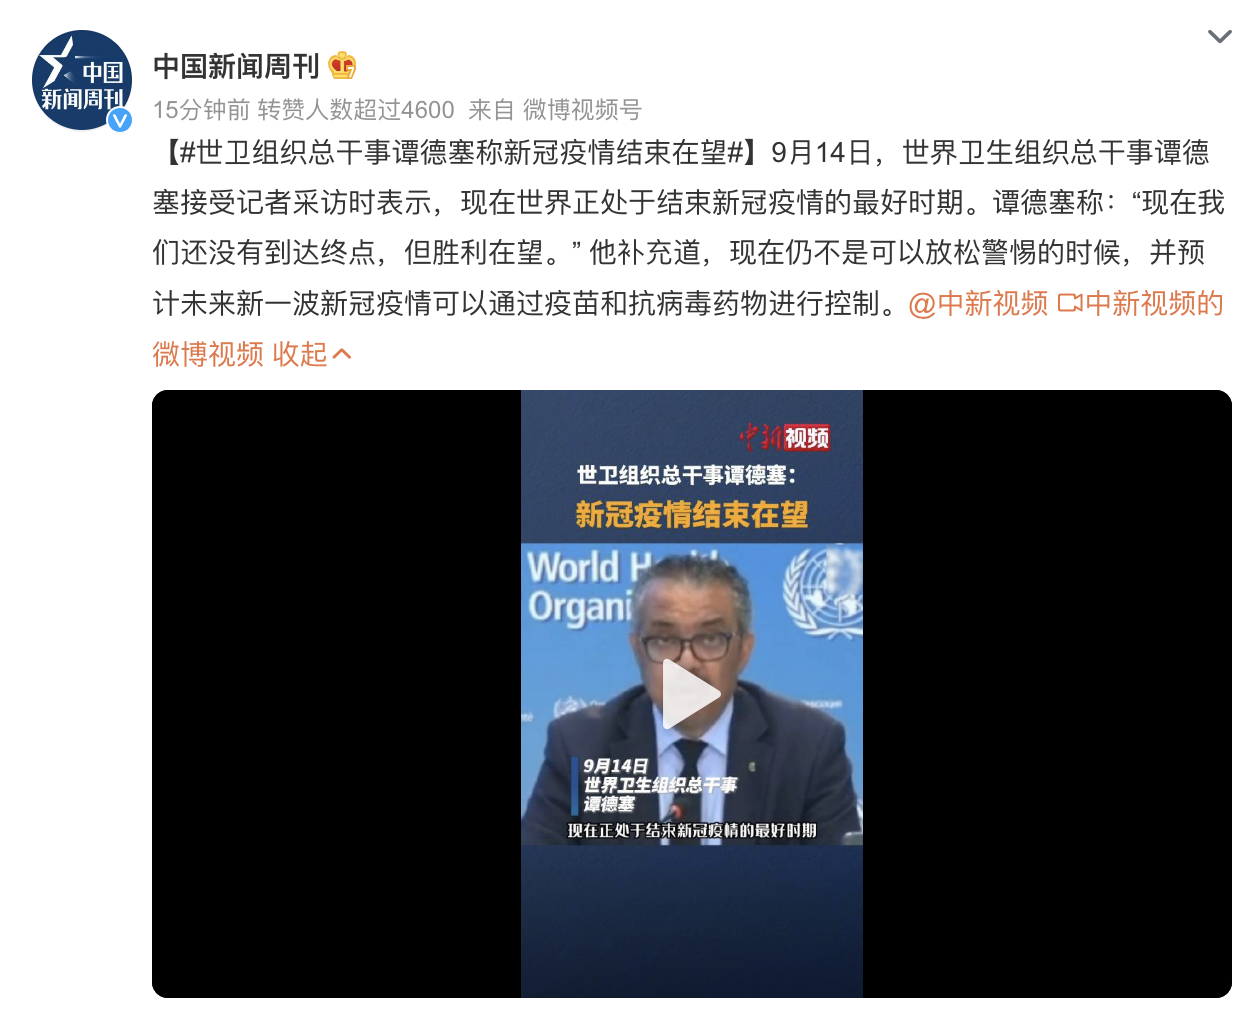 中国
新闻周刊
中国新闻周刊
15分钟前 转赞人数超过4600 来自 微博视频号
【#世卫组织总干事谭德塞称新冠疫情结束在望#】9月14日，世界卫生组织总干事谭德
塞接受记者采访时表示，现在世界正处于结束新冠疫情的最好时期。谭德塞称：“现在我
们还没有到达终点，但胜利在望。” 他补充道，现在仍不是可以放松警惕的时候，并预
计未来新一波新冠疫情可以通过疫苗和抗病毒药物进行控制。@中新视频 中新视频的
微博视频 收起
中新视频
世卫组织总干事谭德塞：
新冠疫情结束在望
World Health
Organi
9月14日
世界卫生组织总干事
谭德塞
现在正处于结束新冠疫情的最好时期